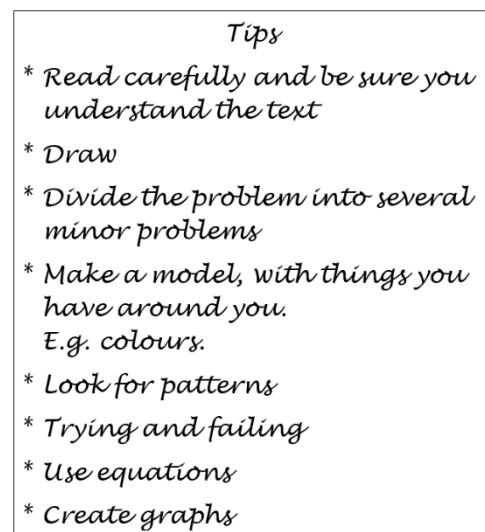 Tips
* Read carefully and be sure you
understand the text
* Draw
* Divide the problem into several
minor problems
* Make a model, with things you
have around you.
E.g. colours.
* Look for patterns
* Trying and failing
* Use equations
* Create graphs